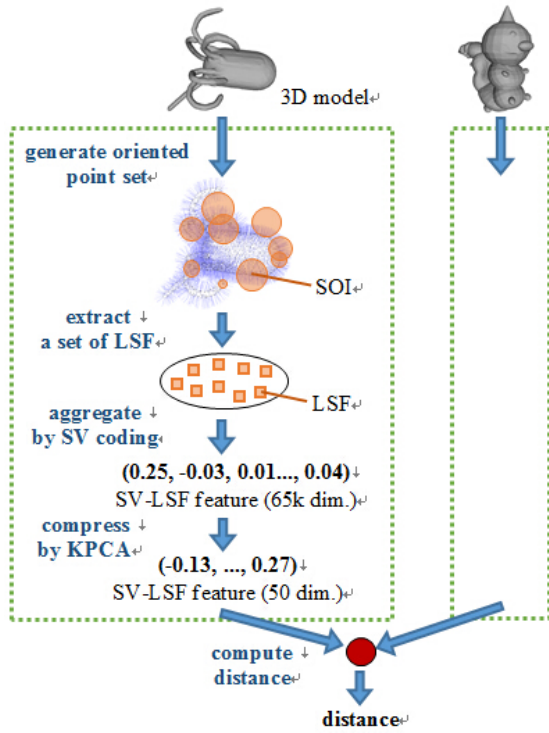 3D model
generate oriented
point set
SOI
extract
a set of LSF
LSF
aggregate
by SV coding
(0.25, -0.03, 0.01..., 0.04)
SV-LSF feature (65k dim.)
compress
by KPCA
(-0.13, ..., 0.27)
SV-LSF feature (50 dim.)
compute
distance
distance